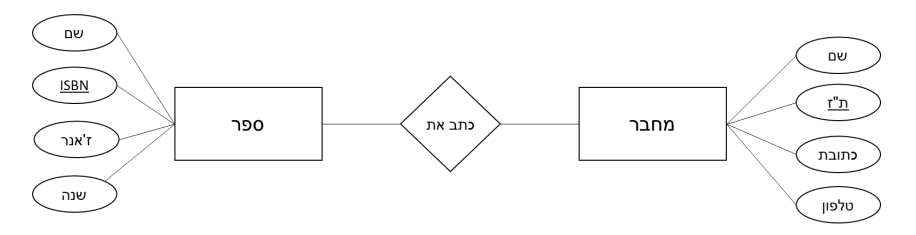 שם
ת"ז
כתובת
טלפון
מחבר
כתב את
ספר
שם
ISBN
ז'אנר
שנה